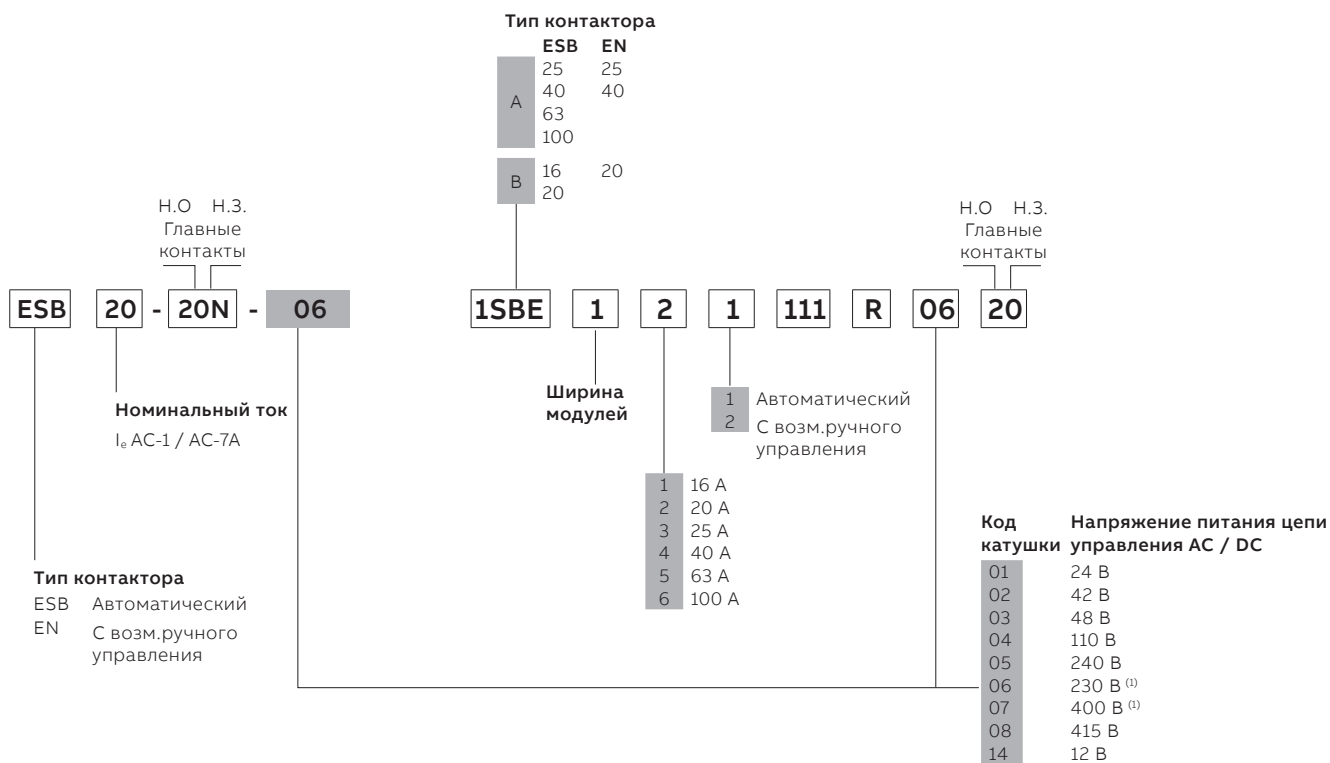 Тип контактора
ESB EN
A
25 25
40 40
63
100
B
16 20
20
Н.О Н.З.
Главные
контакты
Н.О Н.З.
Главные
контакты
ESB 20 - 20N - 06
1SBE 1 2 1 111 R 06 20
Номинальный ток
Ie AC-1 / AC-7A
Ширина
модулей
1 Автоматический
2 С возм.ручного
управления
1 16 A
2 20 A
3 25 A
4 40 A
5 63 A
6 100 A
Тип контактора
ESB Автоматический
EN С возм.ручного
управления
Код Напряжение питания цепи
катушки управления AC / DC
01 24 В
02 42 В
03 48 В
04 110 В
05 240 В
06 230 В (1)
07 400 В (1)
08 415 В
14 12 В